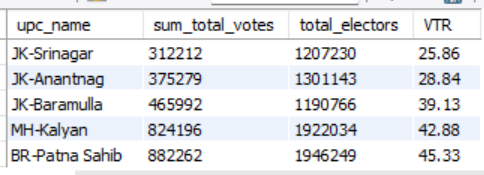 upc_name sum_total_votes total_electors VTR
JK-Srinagar 312212 1207230 25.86
JK-Anantnag 375279 1301143 28.84
JK-Baramulla 465992 1190766 39.13
MH-Kalyan 824196 1922034 42.88
BR-Patna Sahib 882262 1946249 45.33